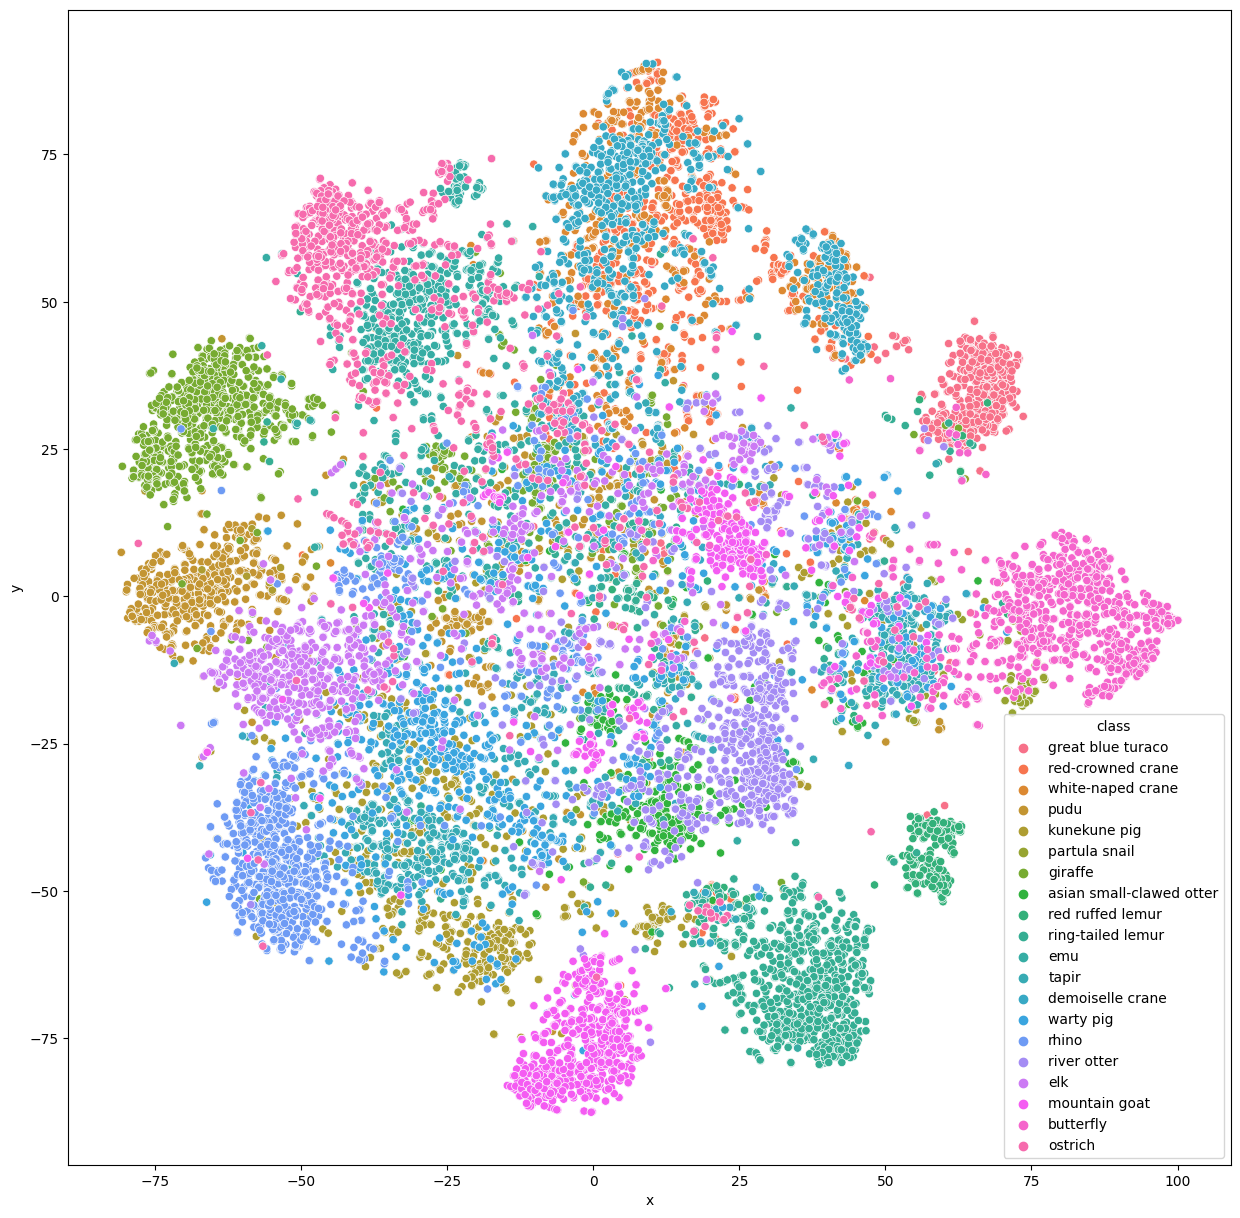 75
50
25
0
−25
−50
−75
y
−75
−50
−25
0
25
50
75
100
x
class
great blue turaco
red-crowned crane
white-naped crane
pudu
kunekune pig
partula snail
giraffe
asian small-clawed otter
red ruffed lemur
ring-tailed lemur
emu
tapir
demoiselle crane
warty pig
rhino
river otter
elk
mountain goat
butterfly
ostrich